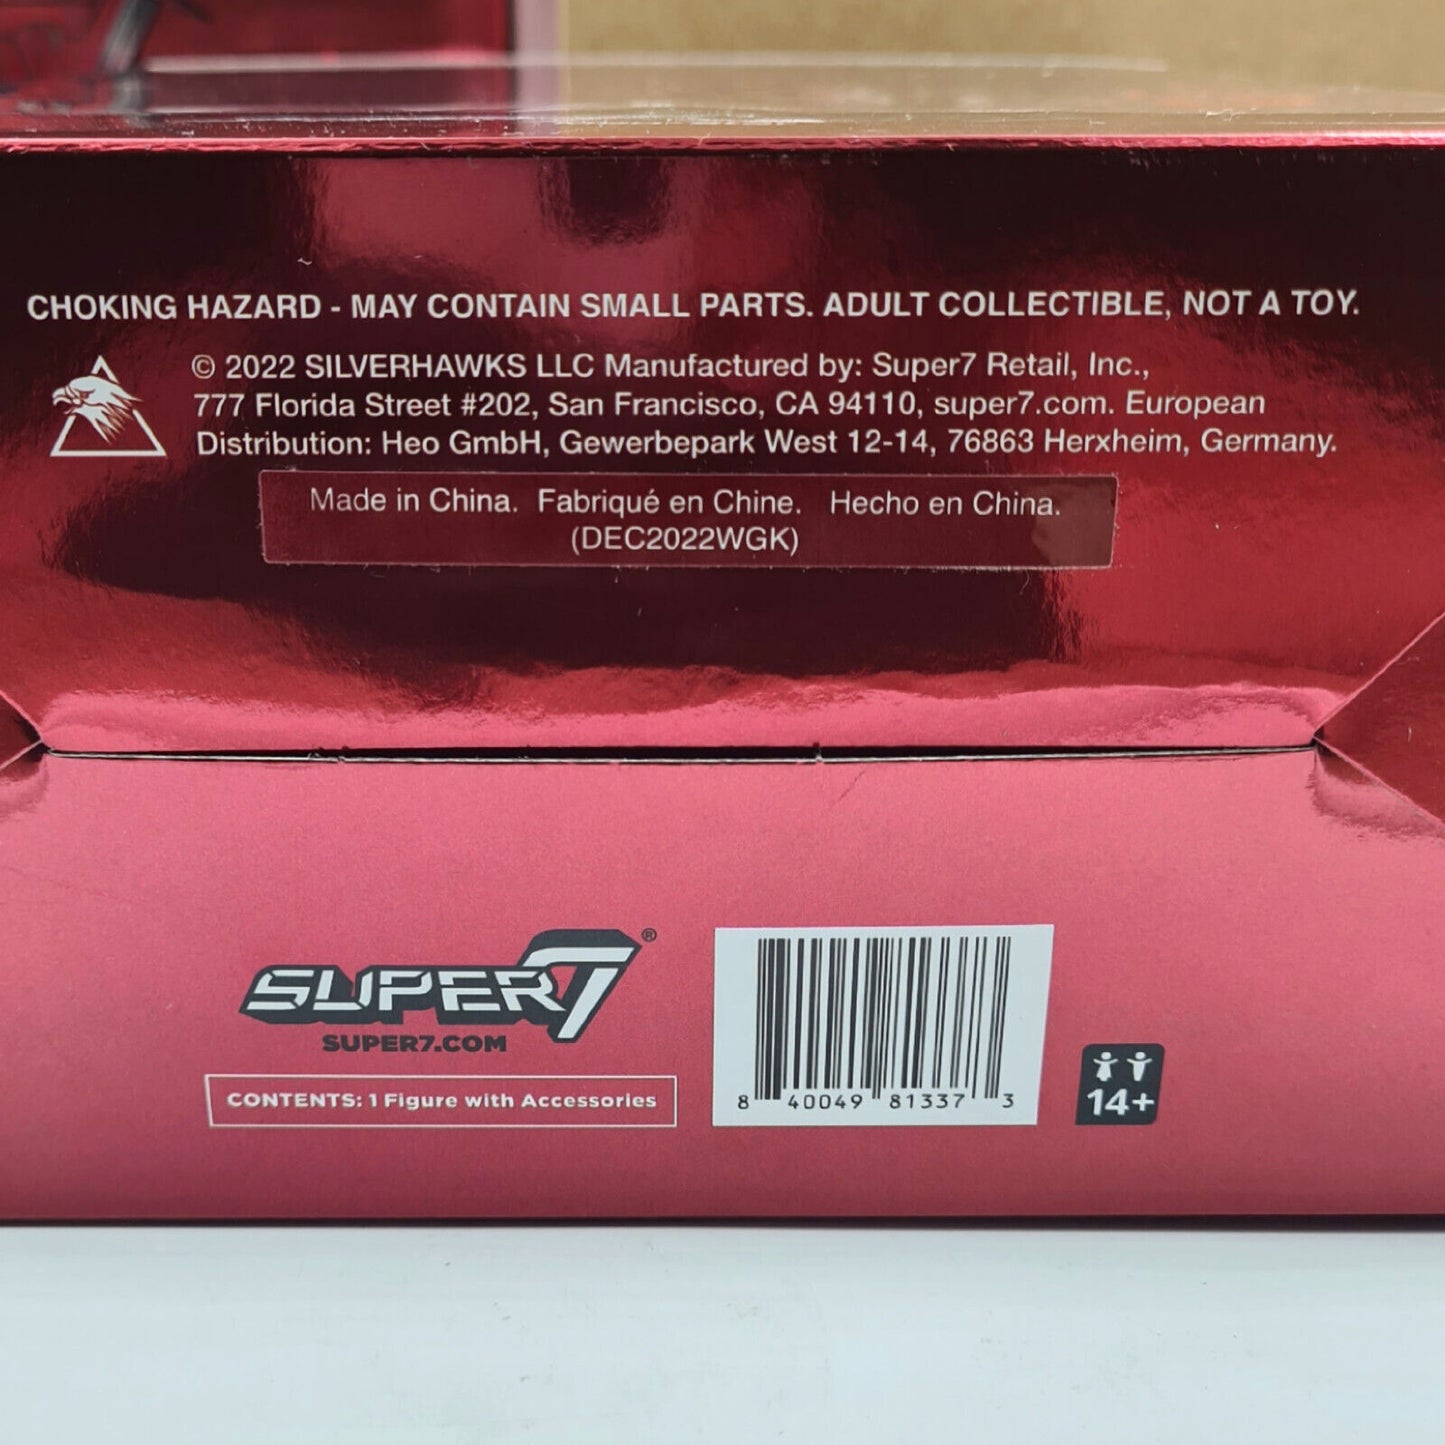 CHOKING HAZARD - MAY CONTAIN SMALL PARTS. ADULT COLLECTIBLE, NOT A TOY.
© 2022 SILVERHAWKS LLC Manufactured by: Super7 Retail, Inc.,
777 Florida Street #202, San Francisco, CA 94110, super7.com. European
Distribution: Heo GmbH, Gewerbepark West 12-14, 76863 Herxheim, Germany.
Made in China. Fabriqué en Chine. Hecho en China.
(DEC2022WGK)
SUPER7®
SUPER7.COM
CONTENTS: 1 Figure with Accessories
8 40049 81337 3
14+